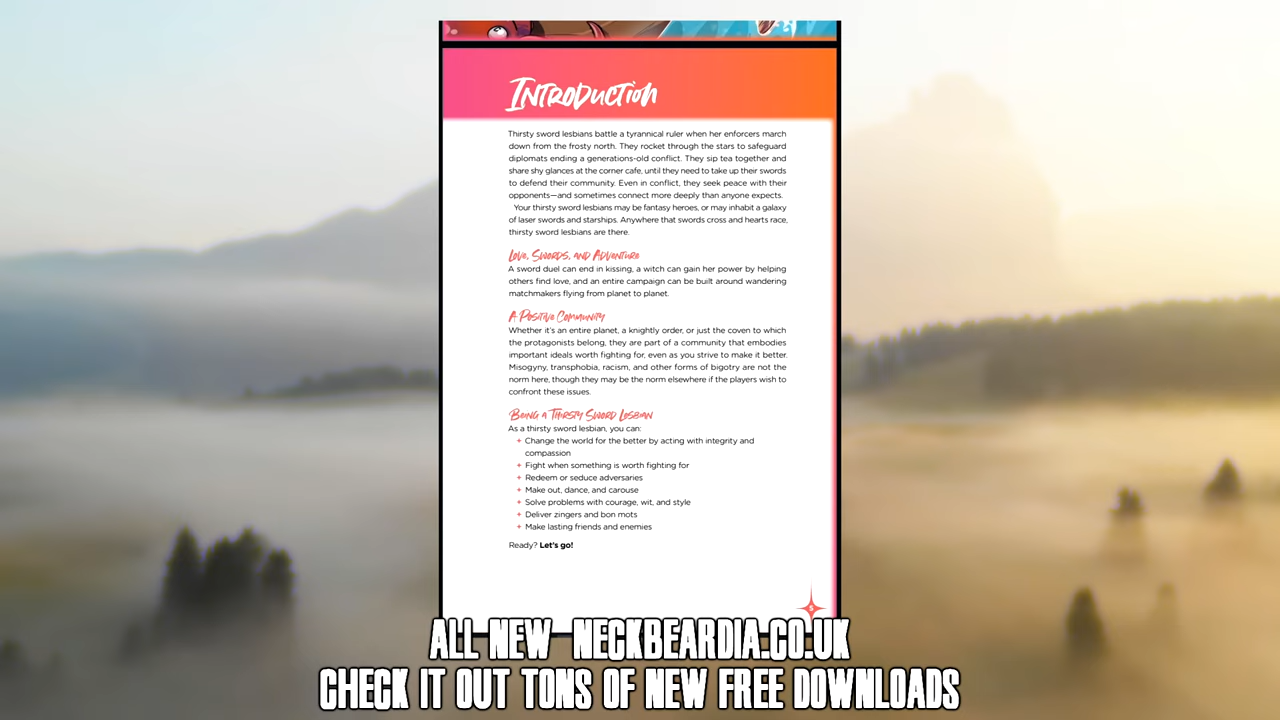 Introduction
Thirsty sword lesbians battle a tyrannical ruler when her enforcers march
down from the frosty north. They rocket through the stars to safeguard
diplomats ending a generations-old conflict. They sip tea together and
share shy glances at the corner cafe, until they need to take up their swords
to defend their community. Even in conflict, they seek peace with their
opponents—and sometimes connect more deeply than anyone expects.
Your thirsty sword lesbians may be fantasy heroes, or may inhabit a galaxy
of laser swords and starships. Anywhere that swords cross and hearts race,
thirsty sword lesbians are there.
Love, Swords, and Adventure
A sword duel can end in kissing, a witch can gain her power by helping
others find love, and an entire campaign can be built around wandering
matchmakers flying from planet to planet.
A Positive Community
Whether it's an entire planet, a knightly order, or just the coven to which
the protagonists belong, they are part of a community that embodies
important ideals worth fighting for, even as you strive to make it better.
Misogyny, transphobia, racism, and other forms of bigotry are not the
norm here, though they may be the norm elsewhere if the players wish to
confront these issues.
Being a Thirsty Sword Lesbian
As a thirsty sword lesbian, you can:
+ Change the world for the better by acting with integrity and
compassion
+ Fight when something is worth fighting for
+ Redeem or seduce adversaries
+ Make out, dance, and carouse
+ Solve problems with courage, wit, and style
+ Deliver zingers and bon mots
+ Make lasting friends and enemies
Ready? Let's go!
ALL NEW NECKBEARDIA.CO.UK
CHECK IT OUT TONS OF NEW FREE DOWNLOADS